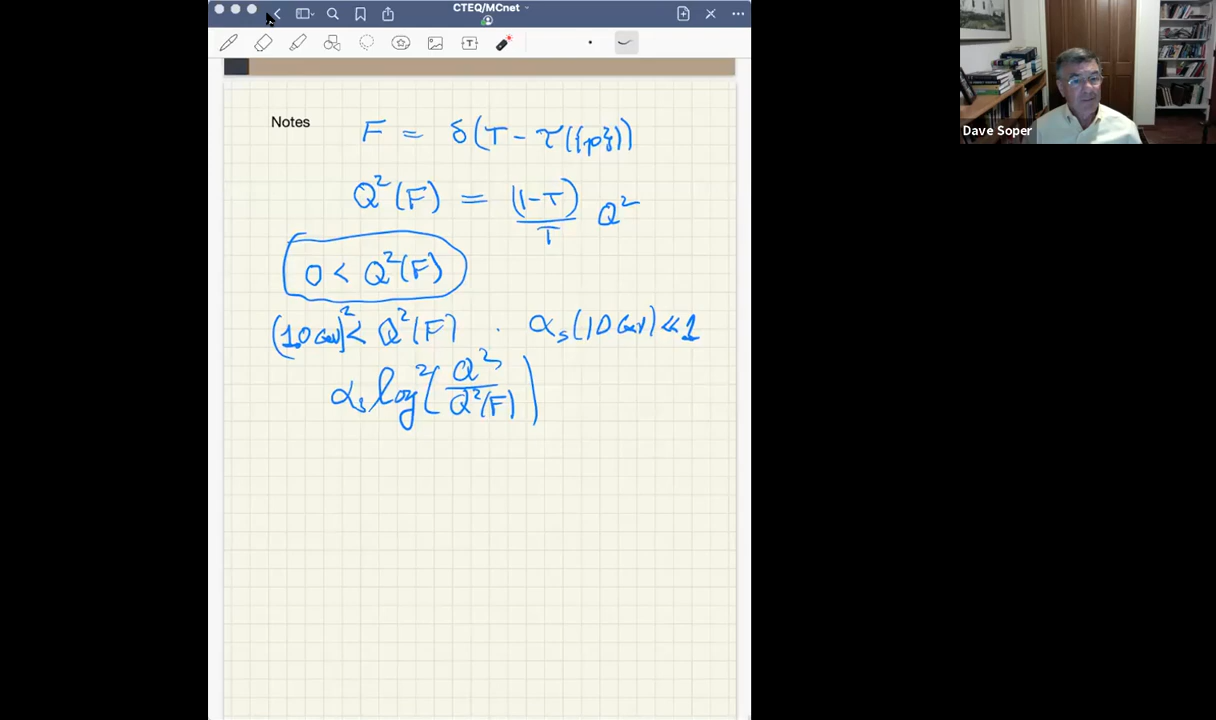 CTEQ/MCnet
Notes
F = δ(T - τ({p}))
Q²(F) = (1-T)/T Q²
0 < Q²(F)
(10 GeV)² < Q²(F) . αs(10 GeV) ≪ 1
αs log²(Q²/Q²(F))
Dave Soper